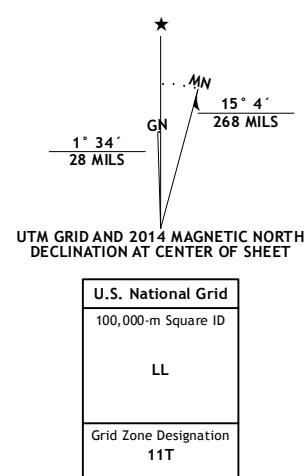 ★
MN
GN
15° 4´
268 MILS
1° 34´
28 MILS
UTM GRID AND 2014 MAGNETIC NORTH
DECLINATION AT CENTER OF SHEET
U.S. National Grid
100,000-m Square ID
LL
Grid Zone Designation
11T